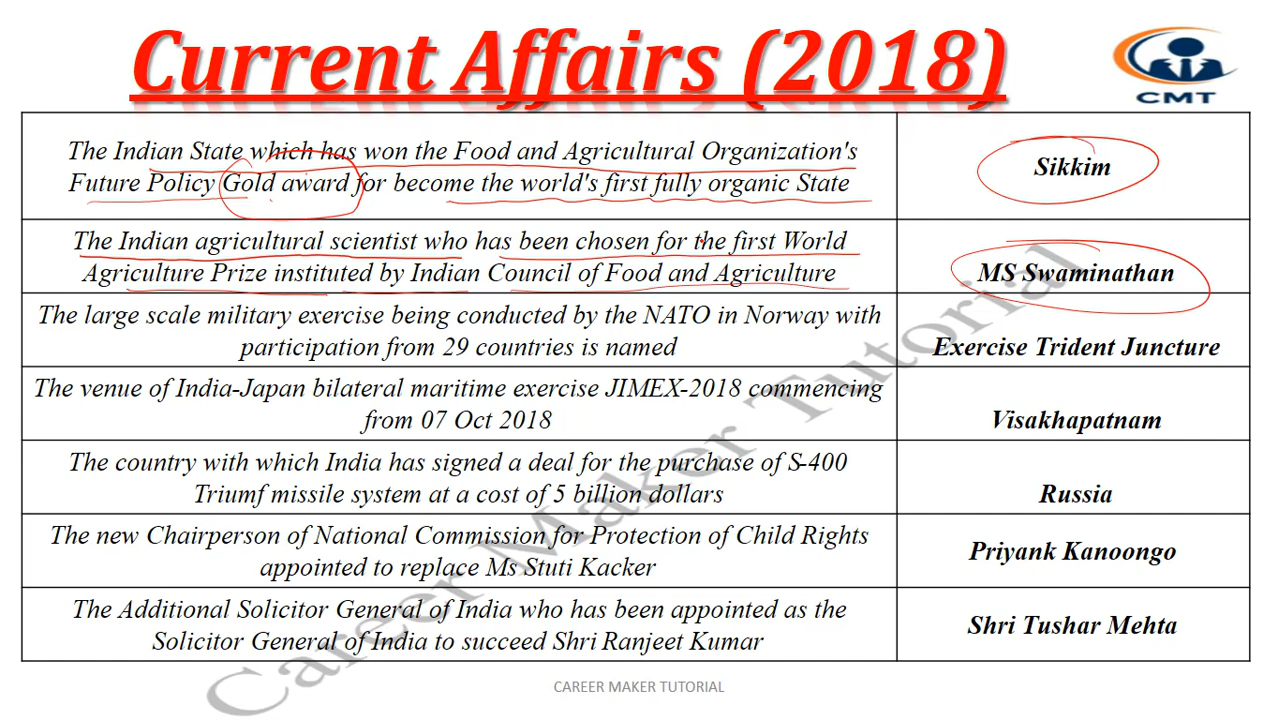 Current Affairs (2018)
CMT
The Indian State which has won the Food and Agricultural Organization's
Future Policy Gold award for become the world's first fully organic State
Sikkim
The Indian agricultural scientist who has been chosen for the first World
Agriculture Prize instituted by Indian Council of Food and Agriculture
MS Swaminathan
The large scale military exercise being conducted by the NATO in Norway with
participation from 29 countries is named
Exercise Trident Juncture
The venue of India-Japan bilateral maritime exercise JIMEX-2018 commencing
from 07 Oct 2018
Visakhapatnam
The country with which India has signed a deal for the purchase of S-400
Triumf missile system at a cost of 5 billion dollars
Russia
The new Chairperson of National Commission for Protection of Child Rights
appointed to replace Ms Stuti Kacker
Priyank Kanoongo
The Additional Solicitor General of India who has been appointed as the
Solicitor General of India to succeed Shri Ranjeet Kumar
Shri Tushar Mehta
Career Maker Tutorial
CAREER MAKER TUTORIAL